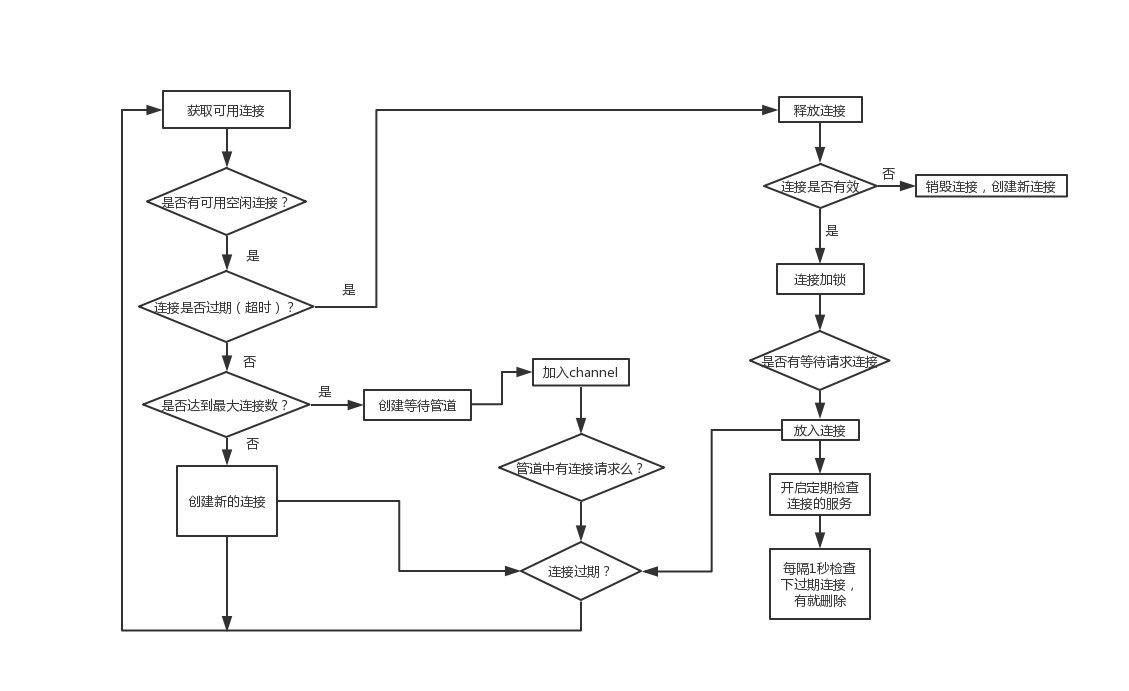 获取可用连接
是否有可用空闲连接？
是
连接是否过期（超时）？
是
否
是否达到最大连接数？
是
否
创建新的连接
创建等待管道
加入channel
管道中有连接请求么？
连接过期？
释放连接
连接是否有效
否
销毁连接，创建新连接
是
连接加锁
是否有等待请求连接
放入连接
开启定期检查
连接的服务
每隔1秒检查
下过期连接，
有就删除